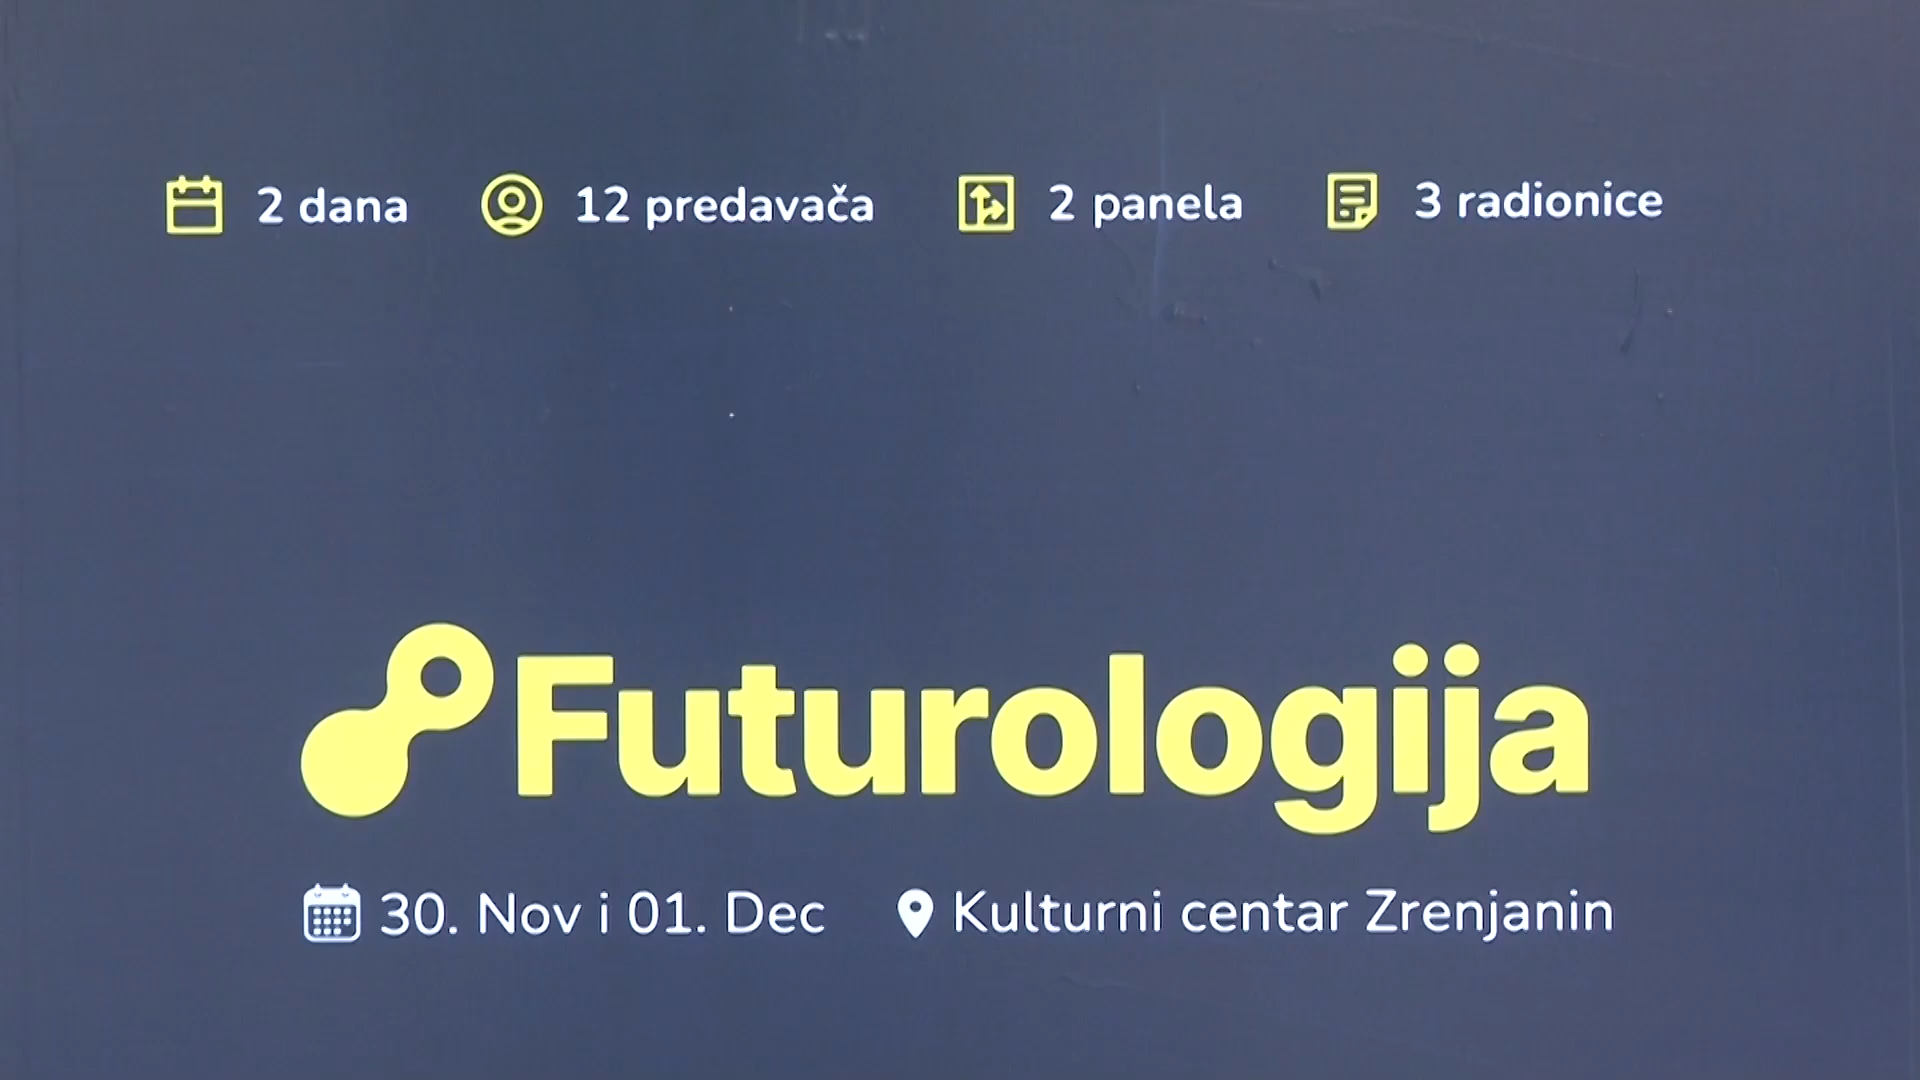 2 dana 12 predavača 2 panela 3 radionice
Futurologija
30. Nov i 01. Dec Kulturni centar Zrenjanin